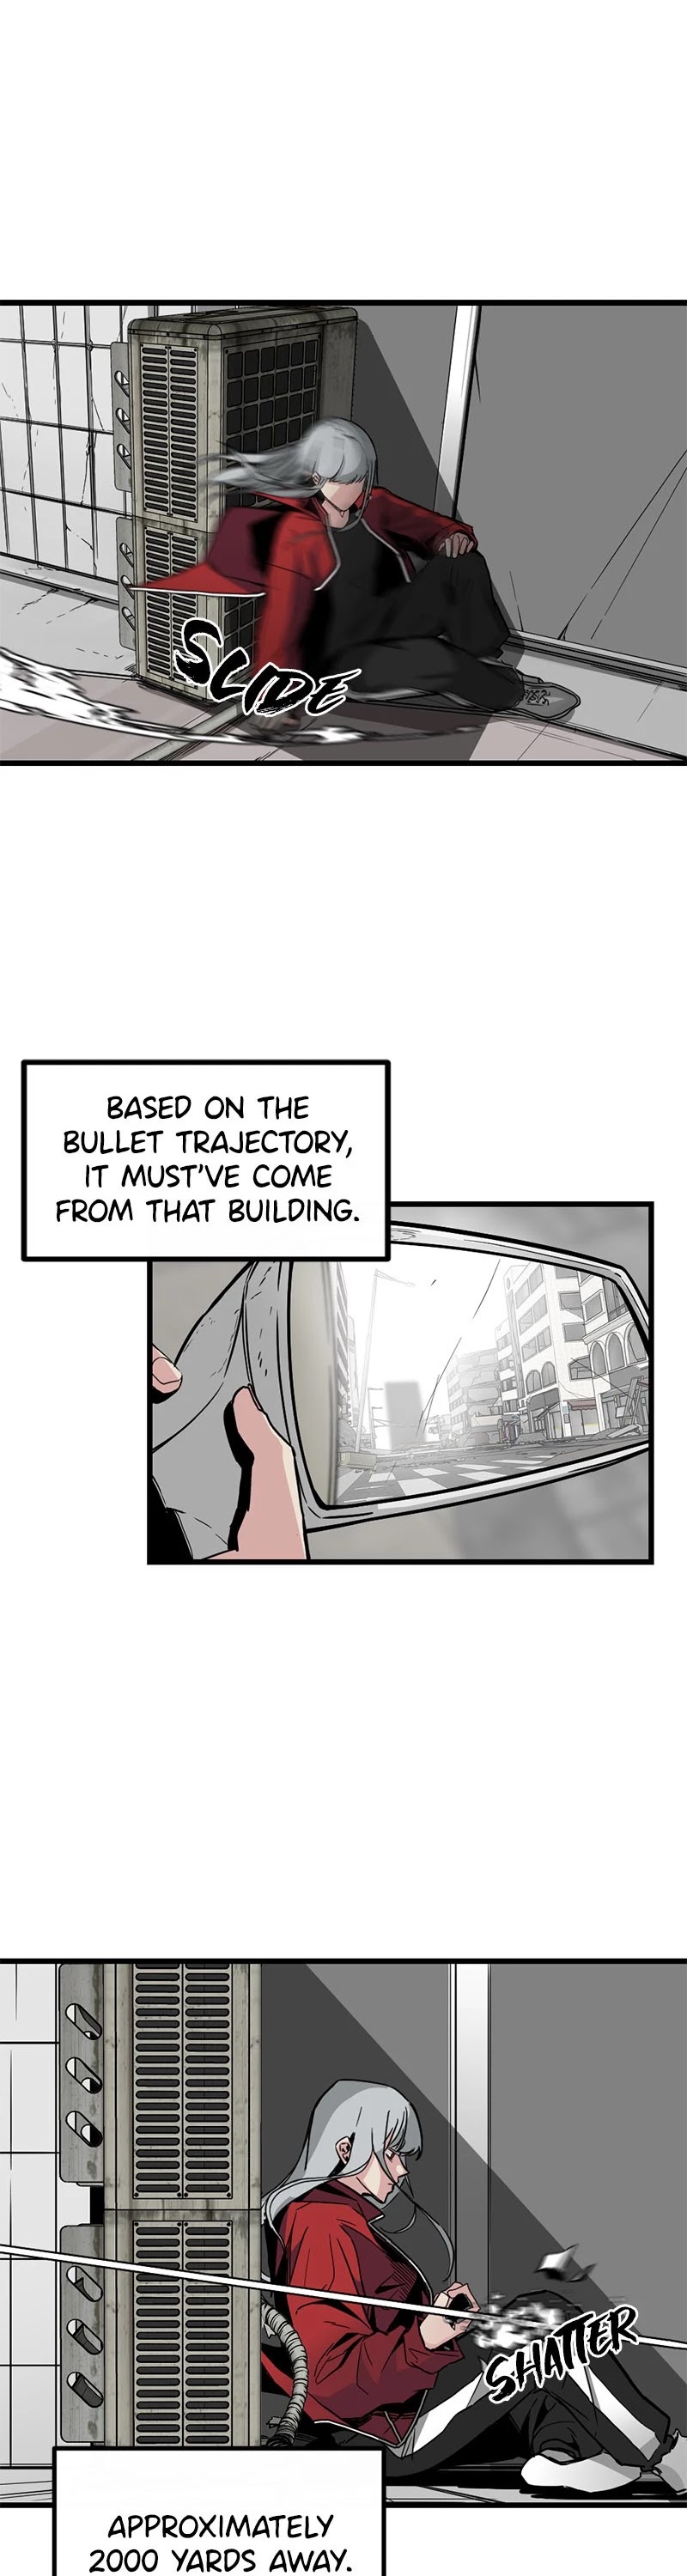 SLIDE
BASED ON THE
BULLET TRAJECTORY,
IT MUST'VE COME
FROM THAT BUILDING.
SHATTER
APPROXIMATELY
2000 YARDS AWAY.